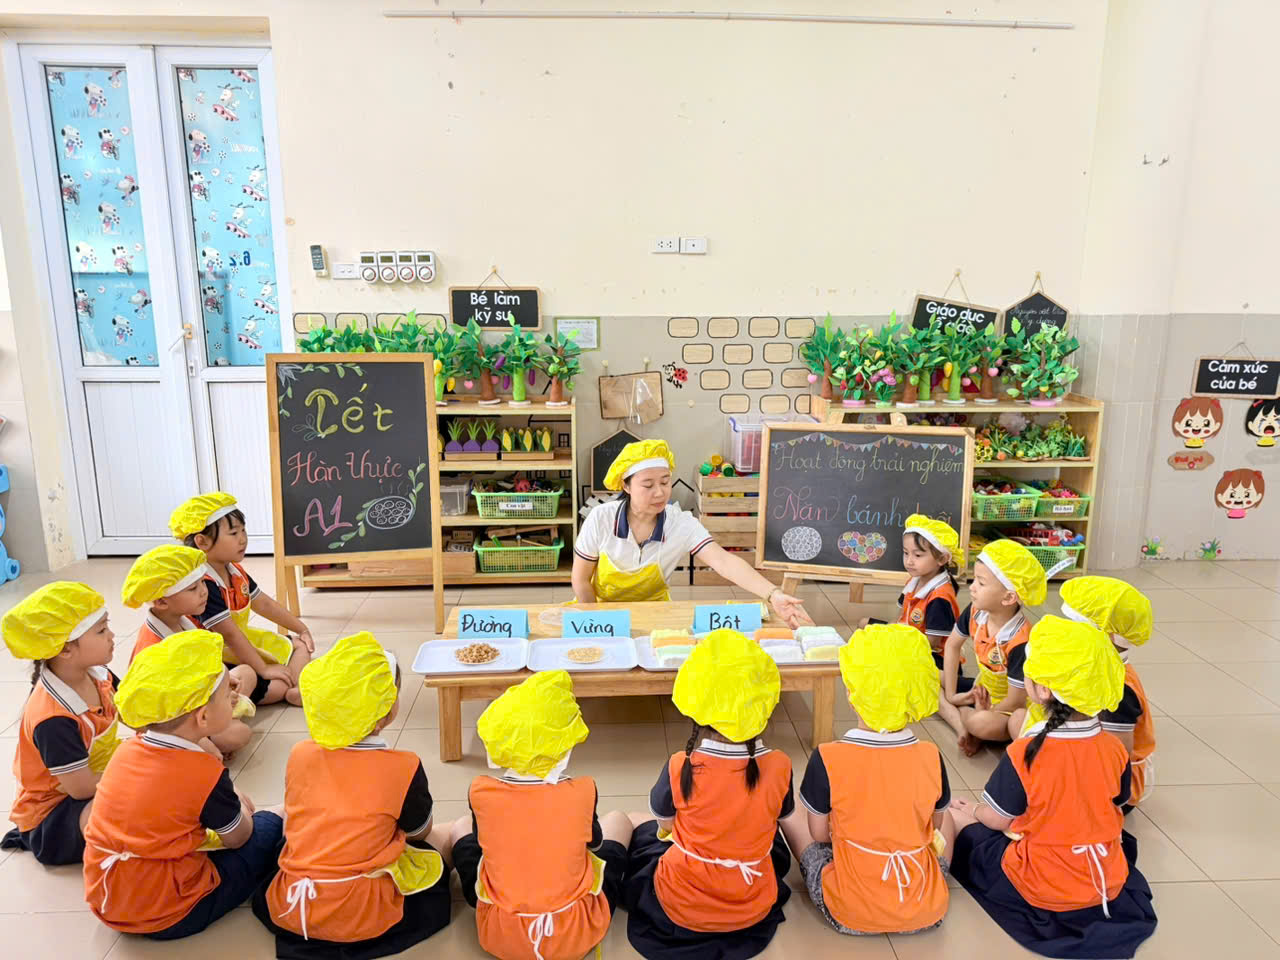 Bé làm
kỹ sư
Giáo dục
Cảm xúc
của bé
Tết
Hàn thực
A1
Hoạt động trải nghiệm
Nặn bánh
Đường
Vừng
Bột